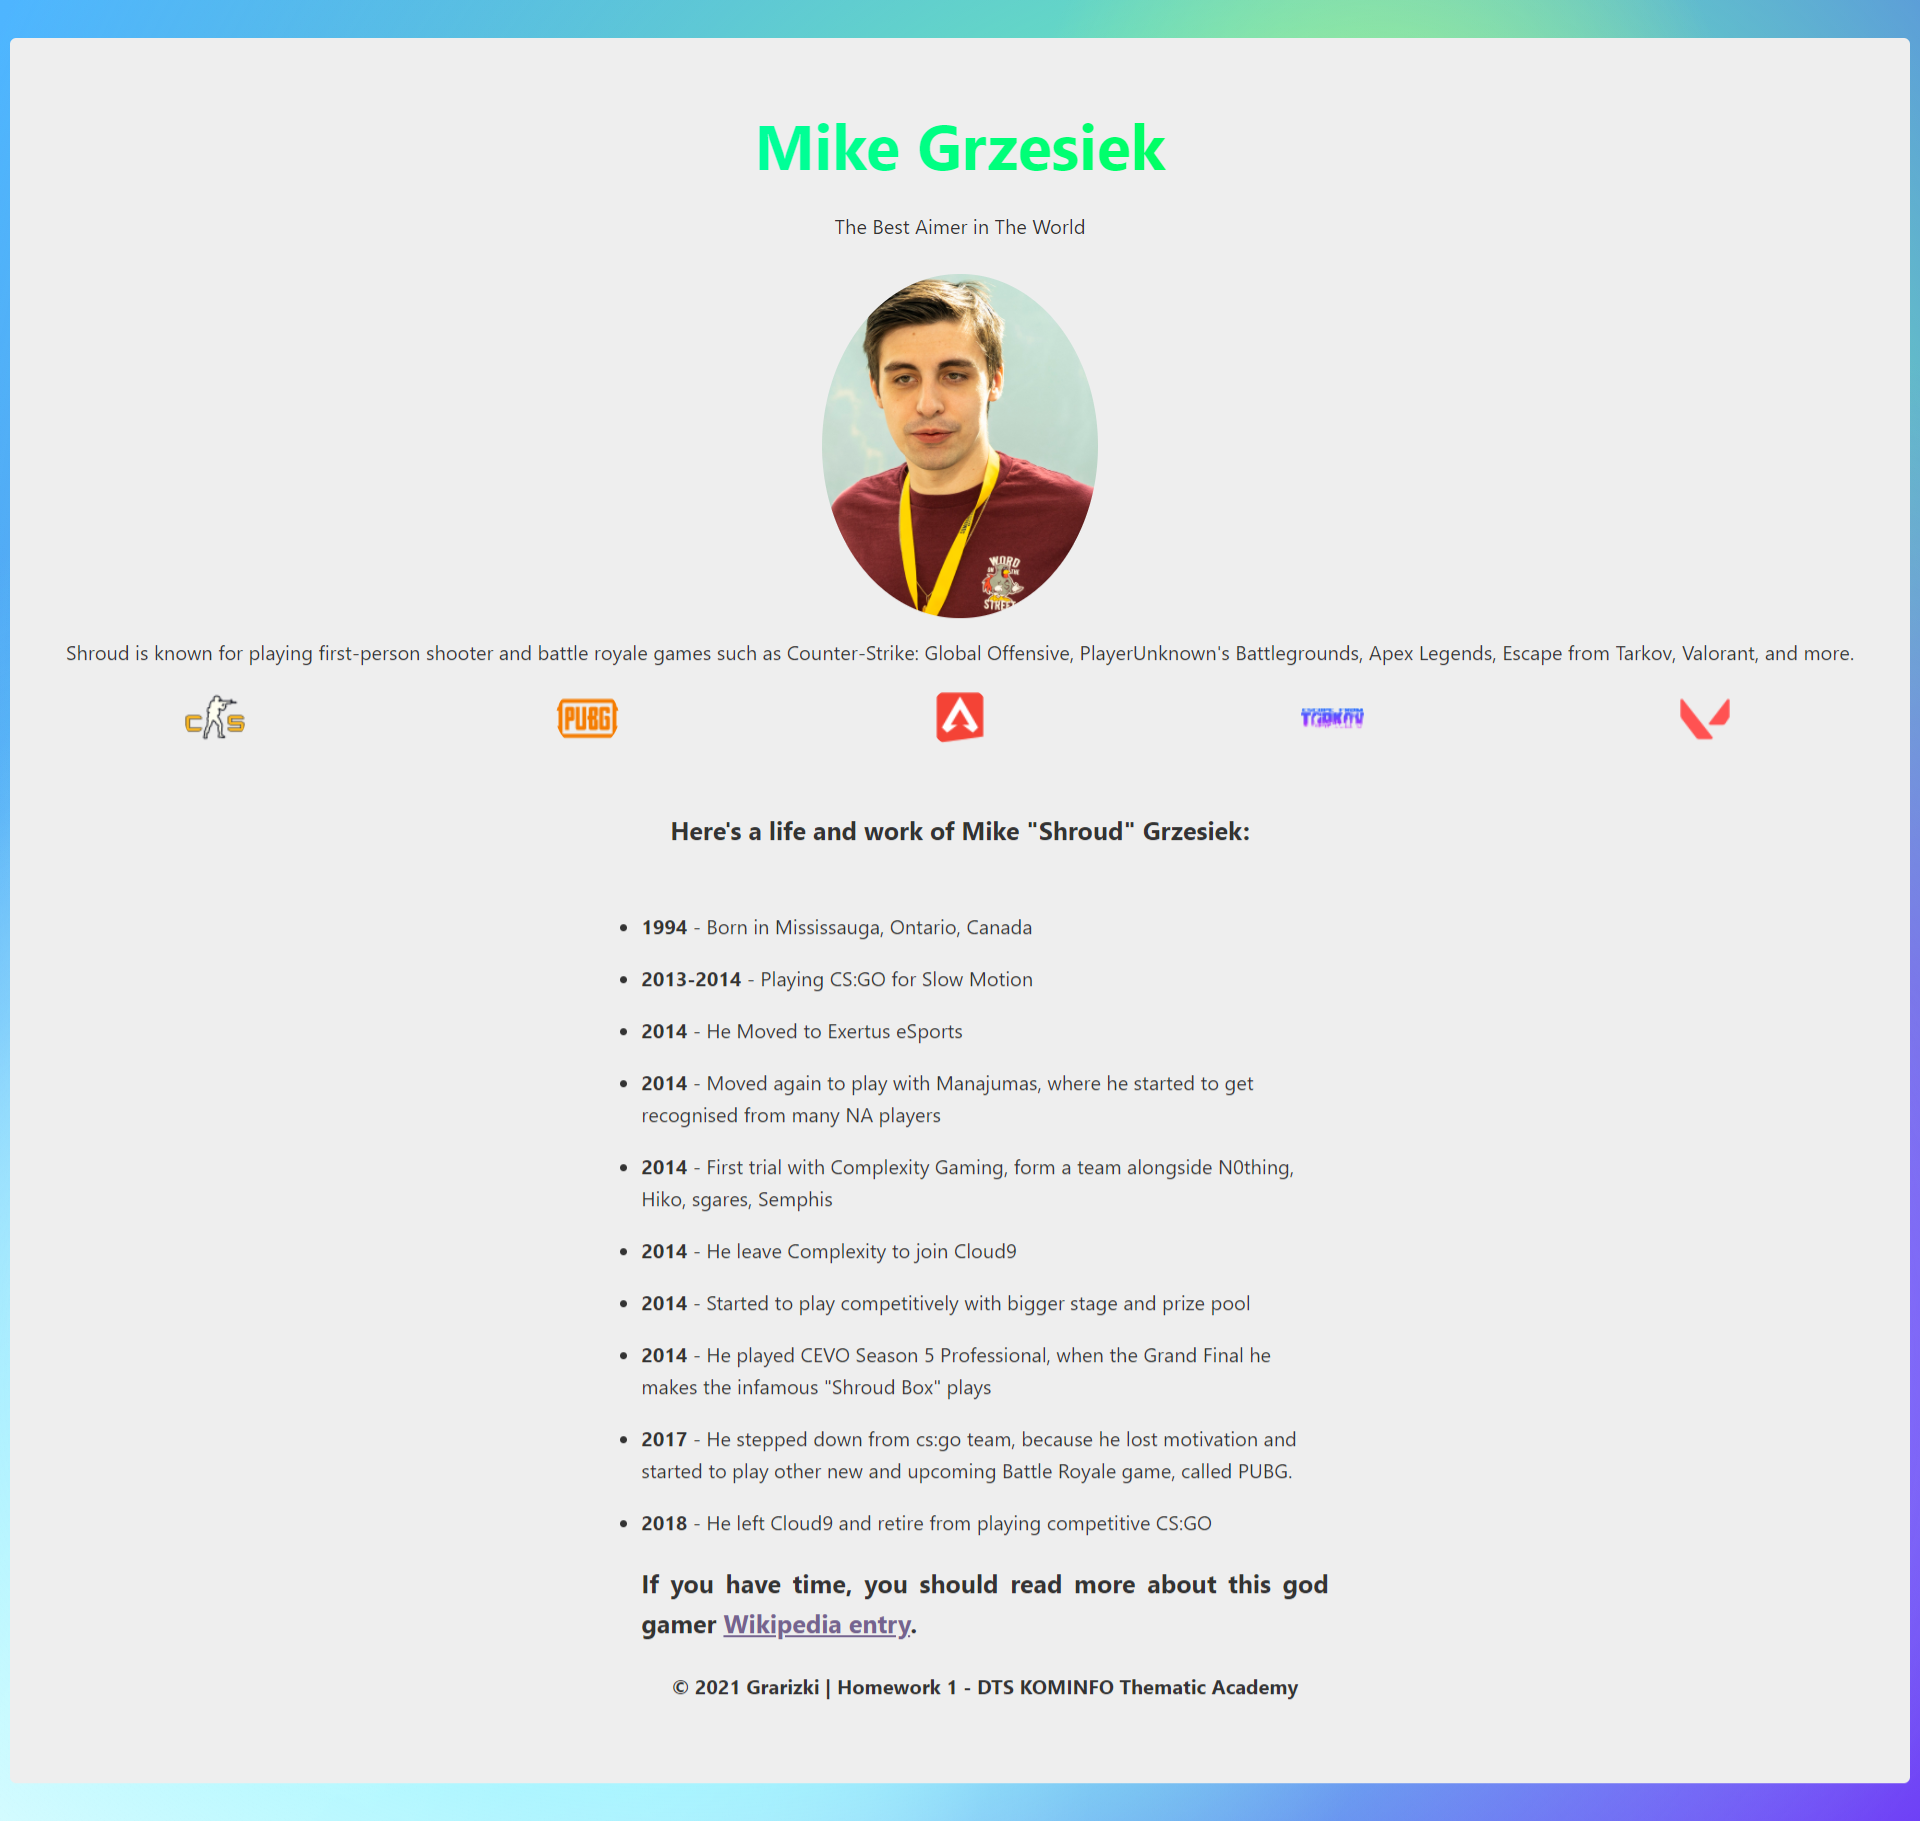 Mike Grzesiek
The Best Aimer in The World
WORD
ON THE
STREET
Shroud is known for playing first-person shooter and battle royale games such as Counter-Strike: Global Offensive, PlayerUnknown's Battlegrounds, Apex Legends, Escape from Tarkov, Valorant, and more.
C S
PUBG
TARKOV
Here's a life and work of Mike "Shroud" Grzesiek:
• 1994 - Born in Mississauga, Ontario, Canada
• 2013-2014 - Playing CS:GO for Slow Motion
• 2014 - He Moved to Exertus eSports
• 2014 - Moved again to play with Manajumas, where he started to get
recognised from many NA players
• 2014 - First trial with Complexity Gaming, form a team alongside N0thing,
Hiko, sgares, Semphis
• 2014 - He leave Complexity to join Cloud9
• 2014 - Started to play competitively with bigger stage and prize pool
• 2014 - He played CEVO Season 5 Professional, when the Grand Final he
makes the infamous "Shroud Box" plays
• 2017 - He stepped down from cs:go team, because he lost motivation and
started to play other new and upcoming Battle Royale game, called PUBG.
• 2018 - He left Cloud9 and retire from playing competitive CS:GO
If you have time, you should read more about this god
gamer Wikipedia entry.
© 2021 Grarizki | Homework 1 - DTS KOMINFO Thematic Academy